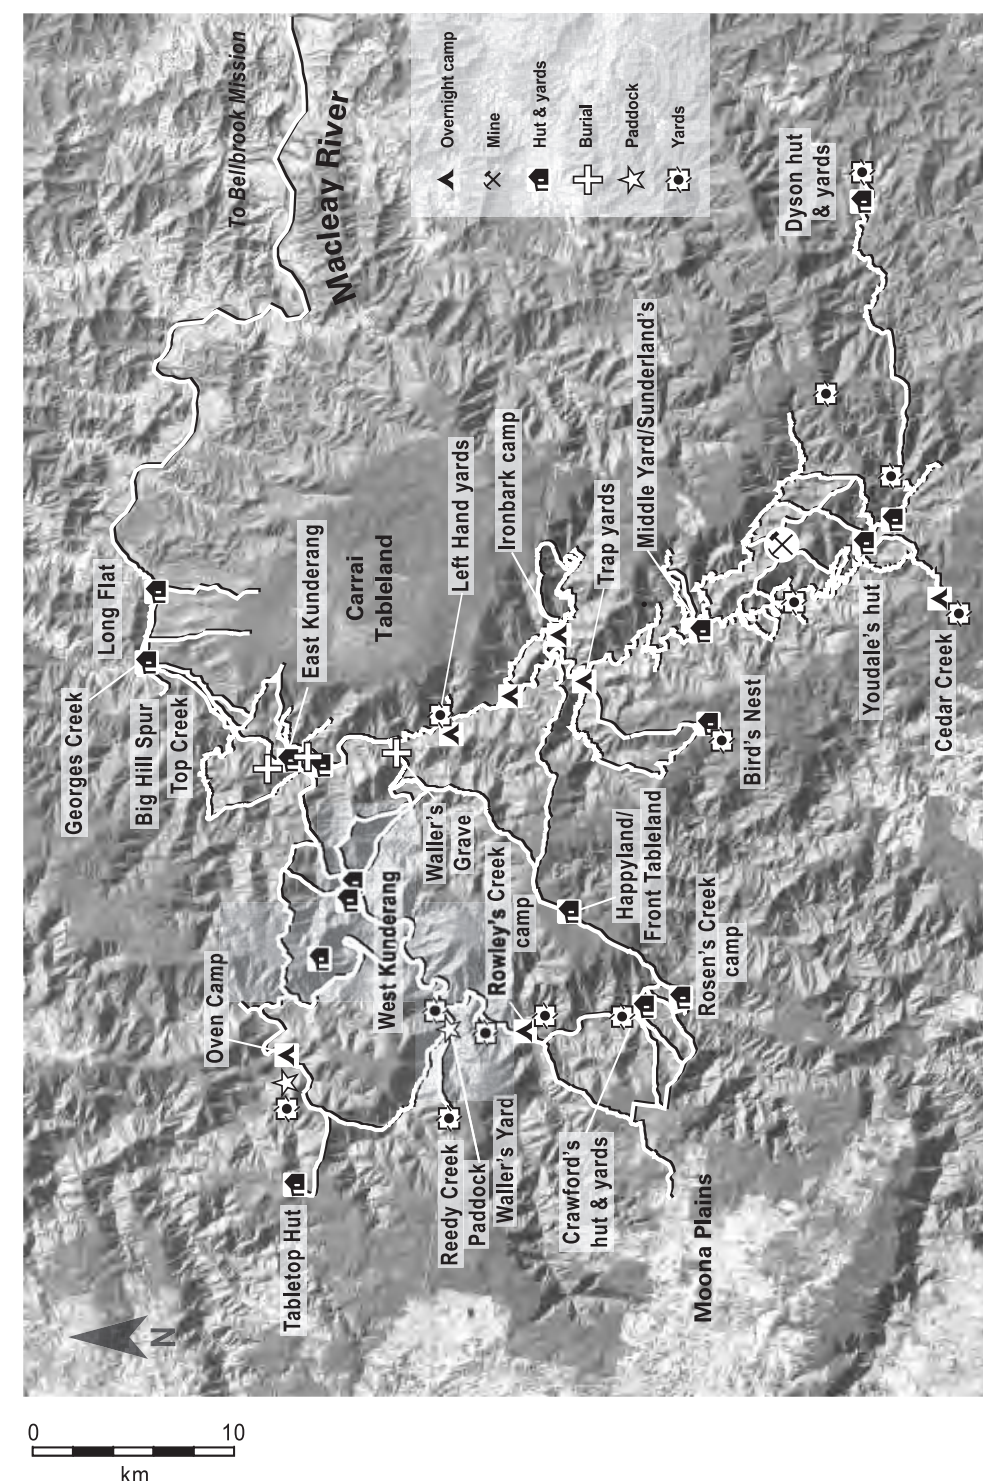 To Bellbrook Mission
Macleay River
Overnight camp
Mine
Hut & yards
Burial
Paddock
Yards
Dyson hut
& yards
Long Flat
Georges Creek
Big Hill Spur
Top Creek
East Kunderang
Carrai
Tableland
Left Hand yards
Ironbark camp
Trap yards
Middle Yard/Sunderland's
Youdale's hut
Cedar Creek
Bird's Nest
Waller's
Grave
Happyland/
Front Tableland
West Kunderang
Rowley's Creek
camp
Rosen's Creek
camp
Oven Camp
Tabletop Hut
Reedy Creek
Paddock
Waller's Yard
Crawford's
hut & yards
Moona Plains
N
0 10
km